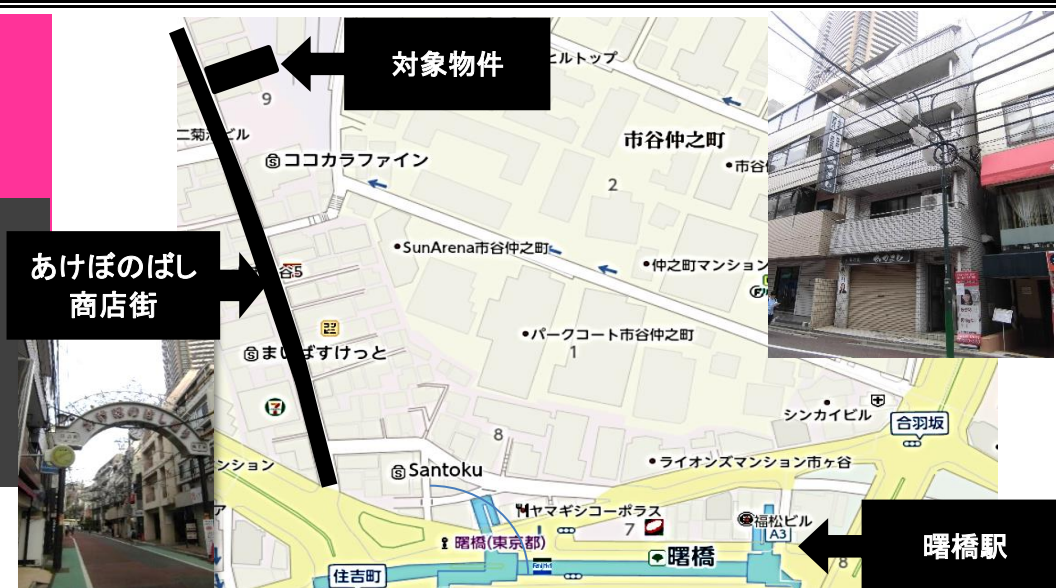 対象物件
ヒルトップ
9
市谷仲之町
ビル
ココカラファイン
2
SunArena市谷仲之町
仲之町マンション
あけぼのばし
商店街
谷5
パークコート市谷仲之町
1
まいばすけっと
シンカイビル
合羽坂
8
ンション
Santoku
ライオンズマンション市ヶ谷
ア
ヤマギシコーポラス
7
福松ビル
A3
曙橋(東京都)
曙橋
曙橋駅
8
住吉町